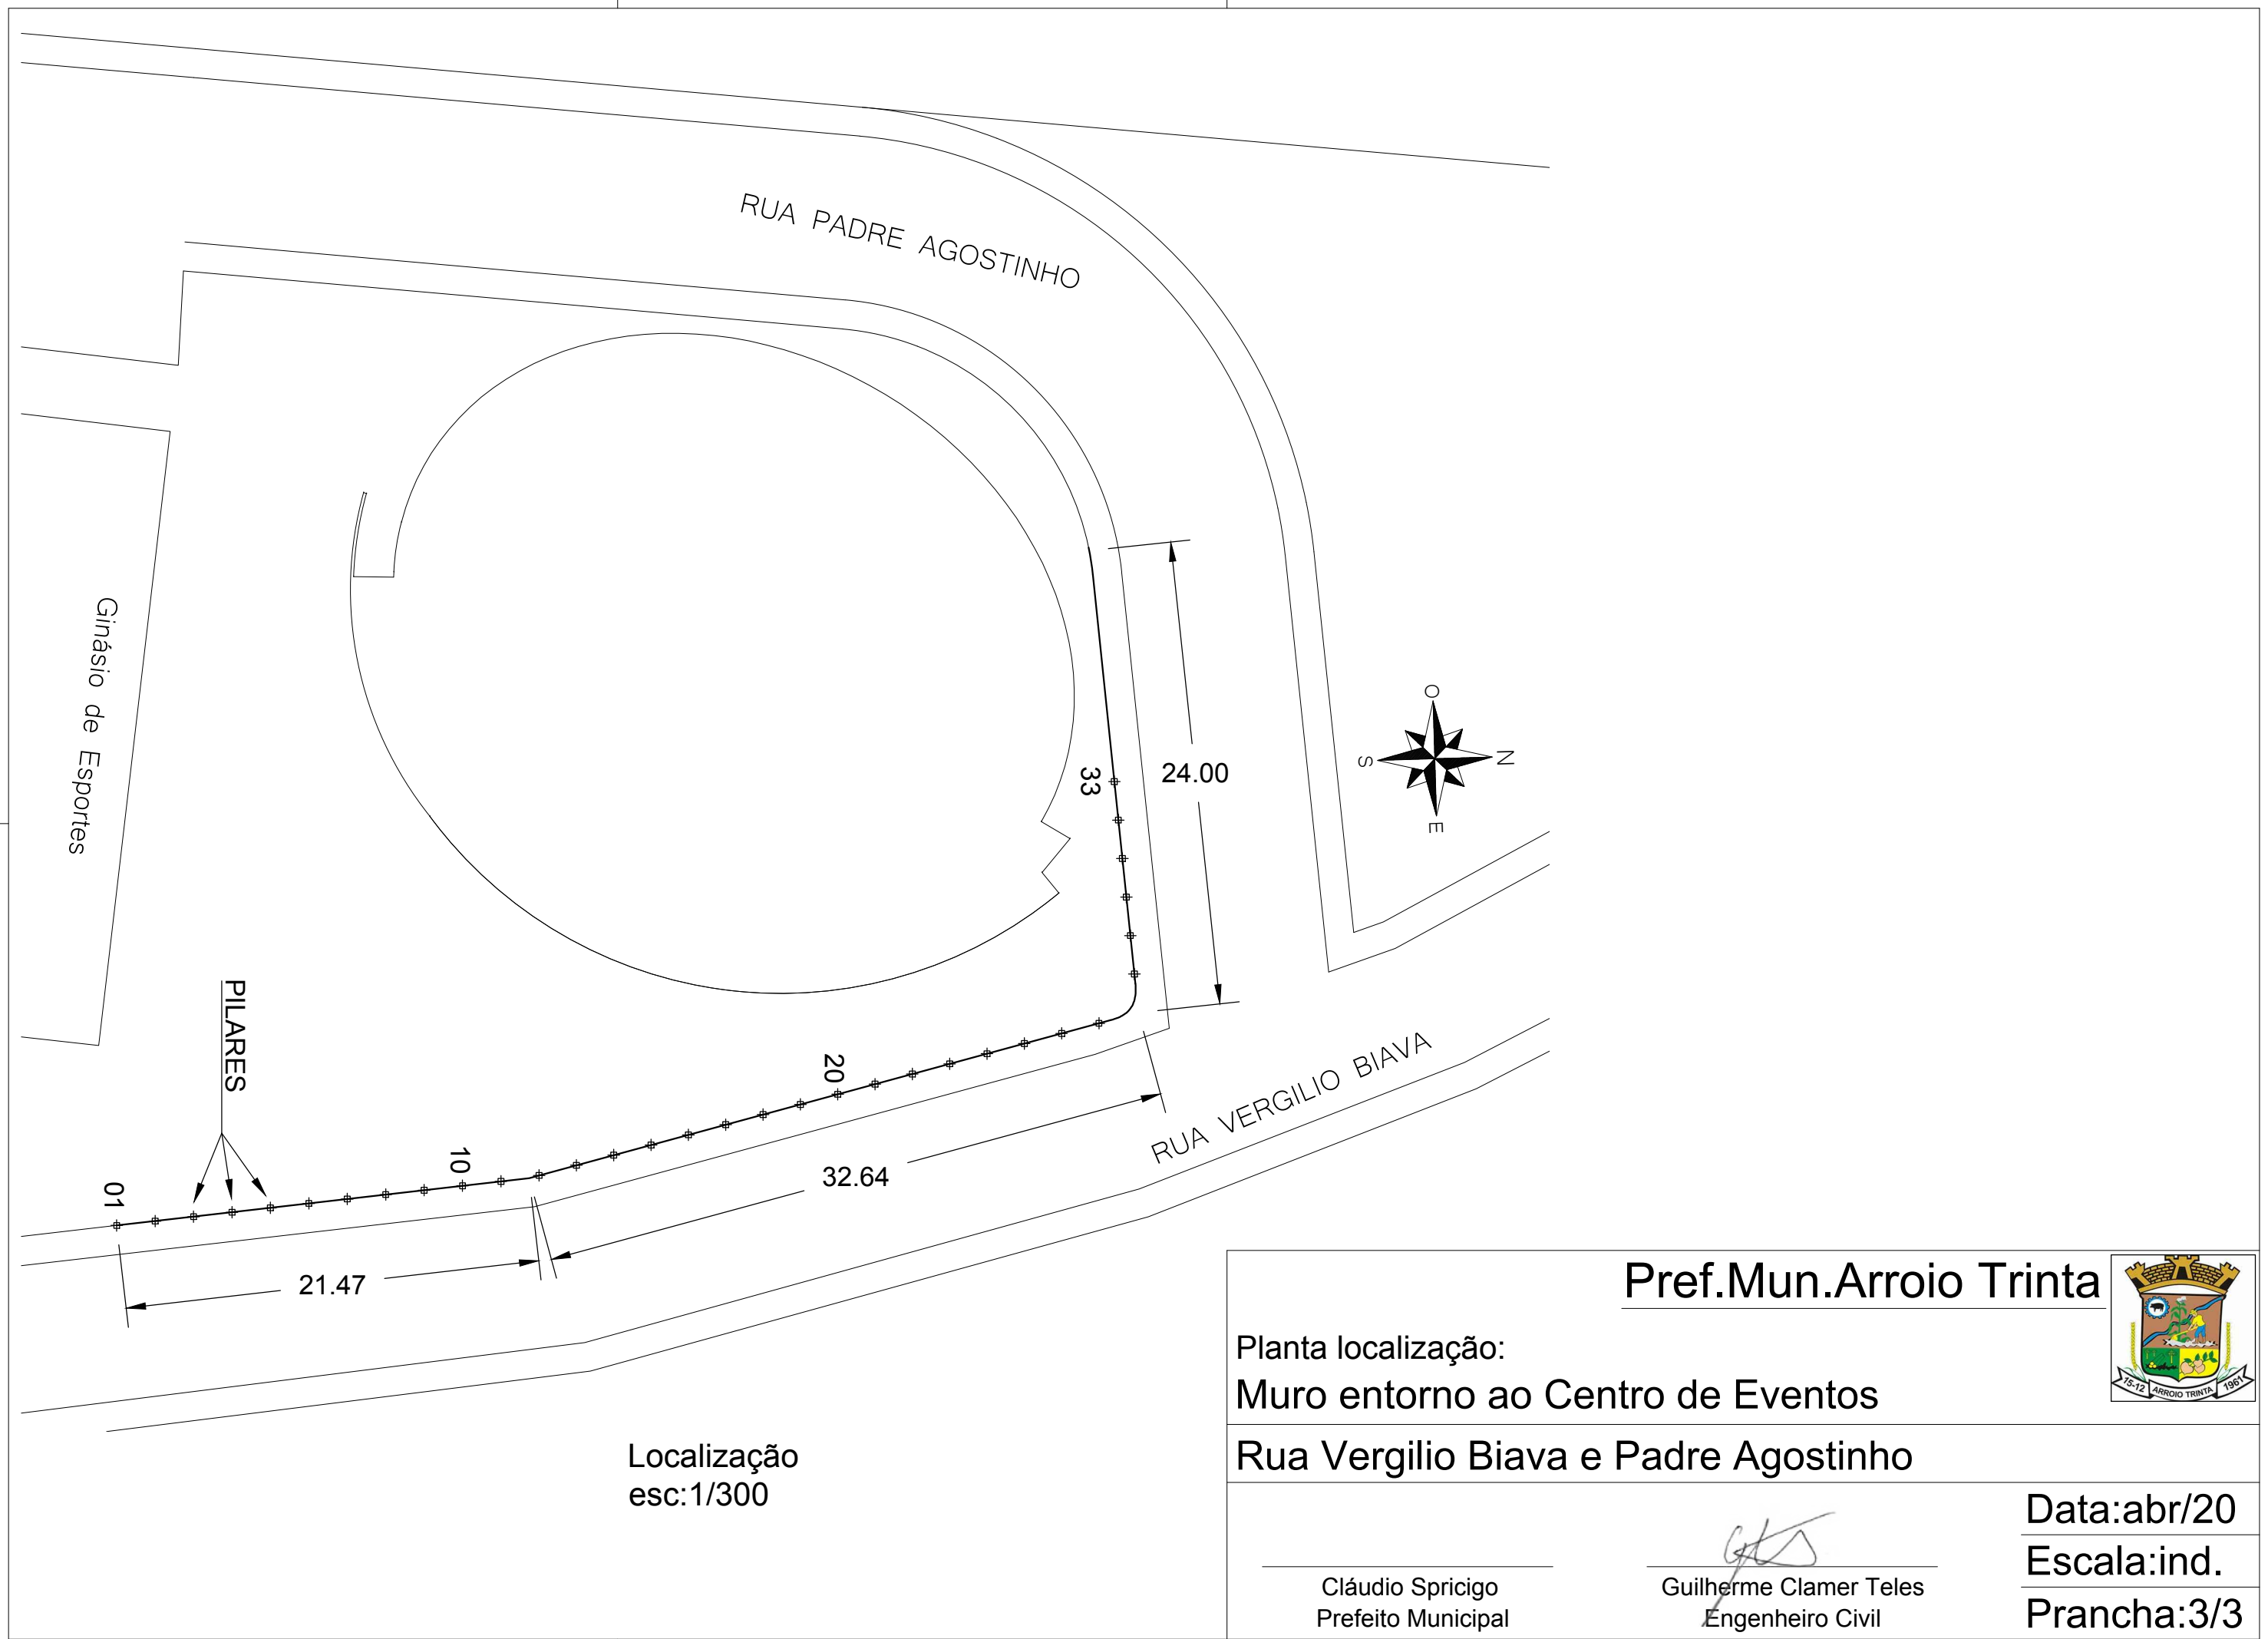 RUA PADRE AGOSTINHO
O
N
S
E
33
24.00
Ginásio de Esportes
PILARES
20
RUA VERGILIO BIAVA
10
32.64
01
21.47
Localização
esc:1/300
Pref.Mun.Arroio Trinta
15-12 ARROIO TRINTA 1961
Planta localização:
Muro entorno ao Centro de Eventos
Rua Vergilio Biava e Padre Agostinho
Data:abr/20
Escala:ind.
Prancha:3/3
Cláudio Spricigo
Prefeito Municipal
Guilherme Clamer Teles
Engenheiro Civil